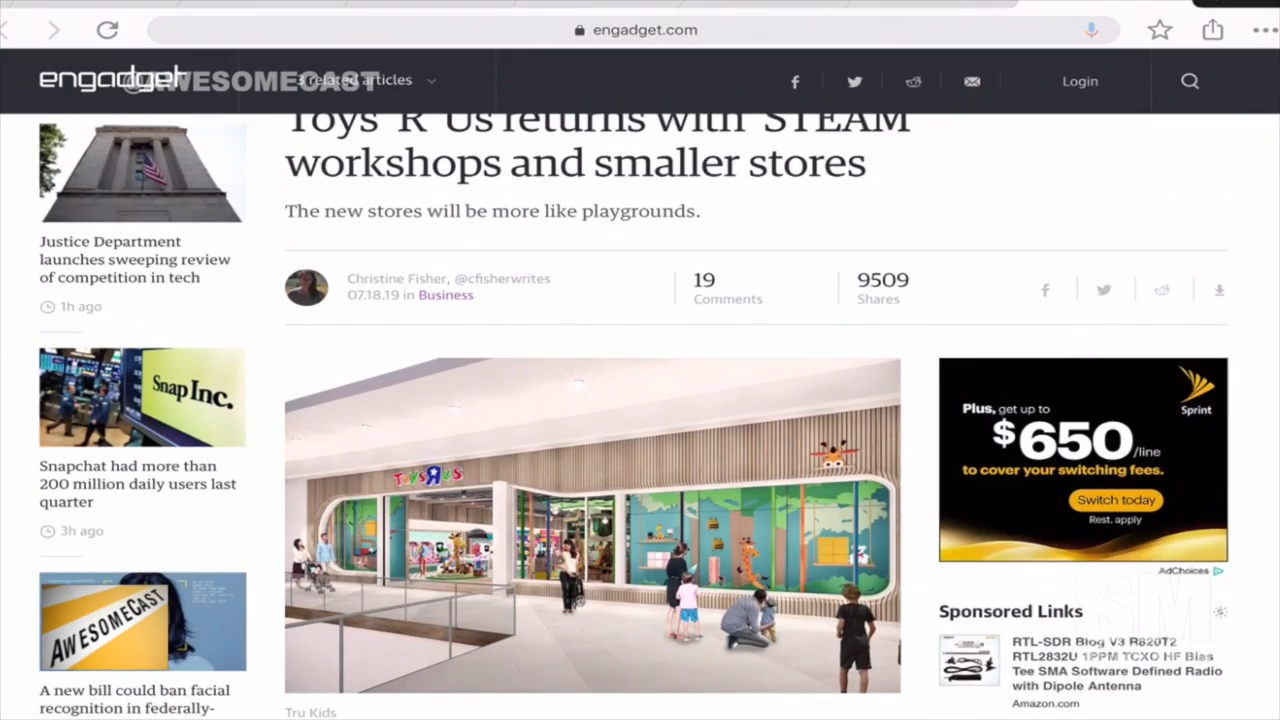 engadget.com
engadget
@AWESOMECAST
3 related articles
Login
Toys 'R' Us returns with STEAM
workshops and smaller stores
The new stores will be more like playgrounds.
Christine Fisher, @cfisherwrites
07.18.19 in Business
19
Comments
9509
Shares
Justice Department
launches sweeping review
of competition in tech
1h ago
Snap Inc.
Snapchat had more than
200 million daily users last
quarter
3h ago
AWESOMECAST
A new bill could ban facial
recognition in federally-
TOYS R US
Tru Kids
Plus, get up to
$650/line
to cover your switching fees.
Switch today
Rest. apply
Sprint
AdChoices
Sponsored Links
SM
RTL-SDR Blog V3 R820T2
RTL2832U 1PPM TCXO HF Bias
Tee SMA Software Defined Radio
with Dipole Antenna
Amazon.com